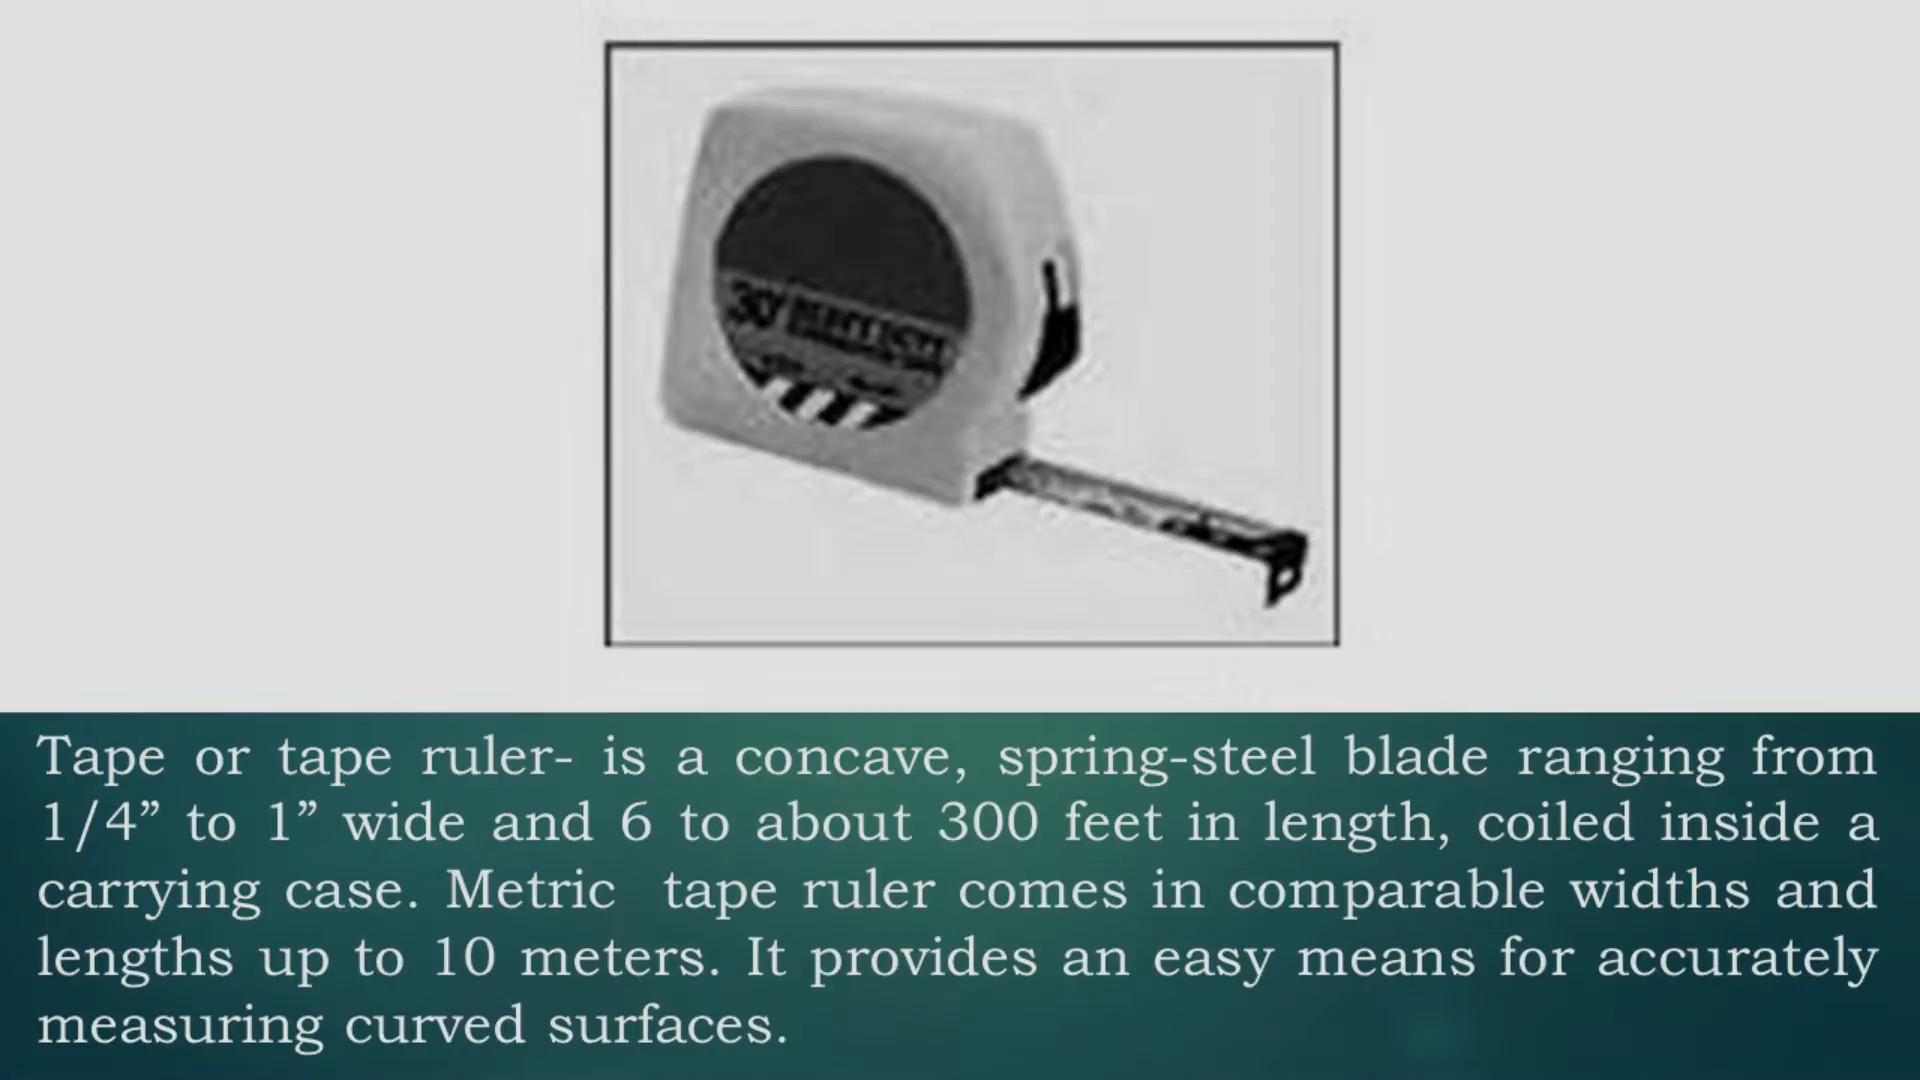 30'
Tape or tape ruler- is a concave, spring-steel blade ranging from
1/4” to 1” wide and 6 to about 300 feet in length, coiled inside a
carrying case. Metric tape ruler comes in comparable widths and
lengths up to 10 meters. It provides an easy means for accurately
measuring curved surfaces.